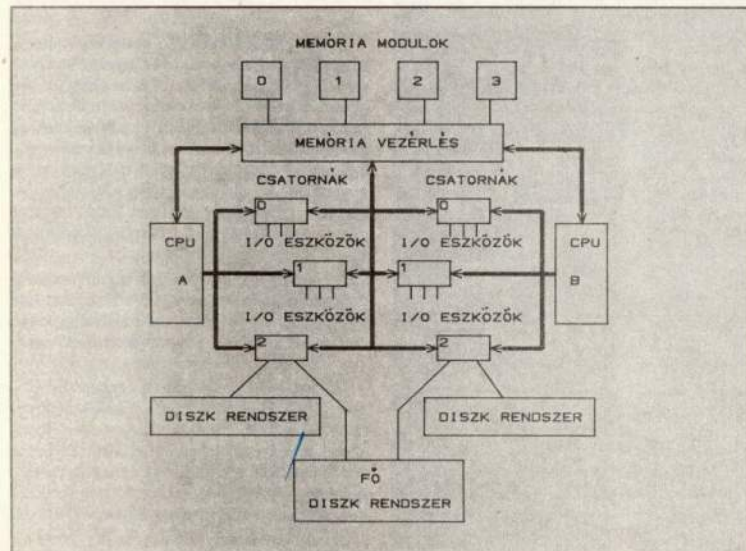 MEMÓRIA MODULOK
0 1 2 3
MEMÓRIA VEZÉRLÉS
CSATORNÁK CSATORNÁK
0 0
I/O ESZKÖZÖK I/O ESZKÖZÖK
CPU A
CPU B
1 1
I/O ESZKÖZÖK I/O ESZKÖZÖK
2 2
DISZK RENDSZER DISZK RENDSZER
FŐ
DISZK RENDSZER